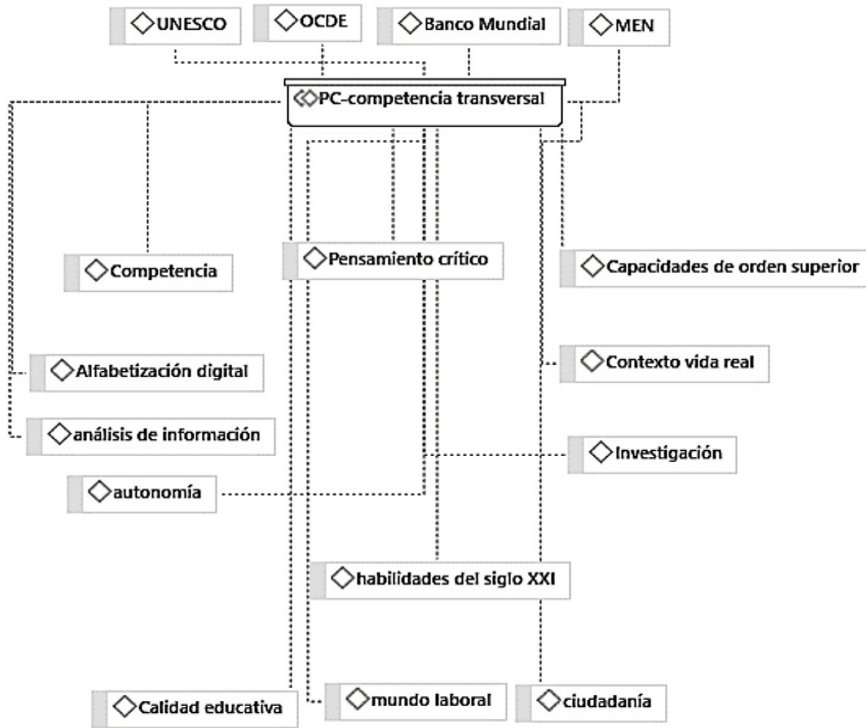 UNESCO
OCDE
Banco Mundial
MEN
PC-competencia transversal
Competencia
Pensamiento crítico
Capacidades de orden superior
Alfabetización digital
Contexto vida real
análisis de información
Investigación
autonomía
habilidades del siglo XXI
Calidad educativa
mundo laboral
ciudadanía